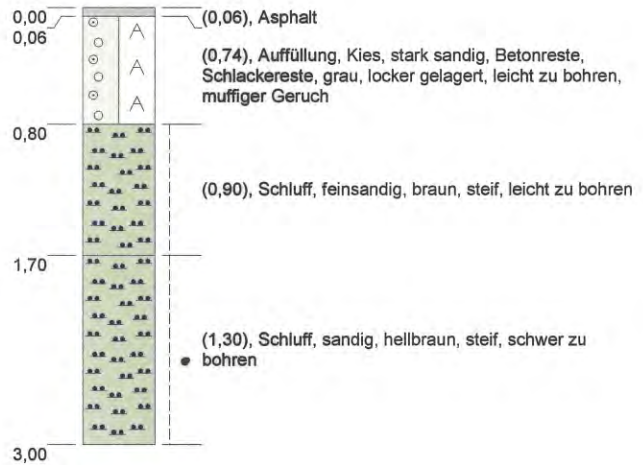 0,00
(0,06), Asphalt
0,06
(0,74), Auffüllung, Kies, stark sandig, Betonreste,
Schlackereste, grau, locker gelagert, leicht zu bohren,
muffiger Geruch
0,80
(0,90), Schluff, feinsandig, braun, steif, leicht zu bohren
1,70
(1,30), Schluff, sandig, hellbraun, steif, schwer zu
bohren
3,00